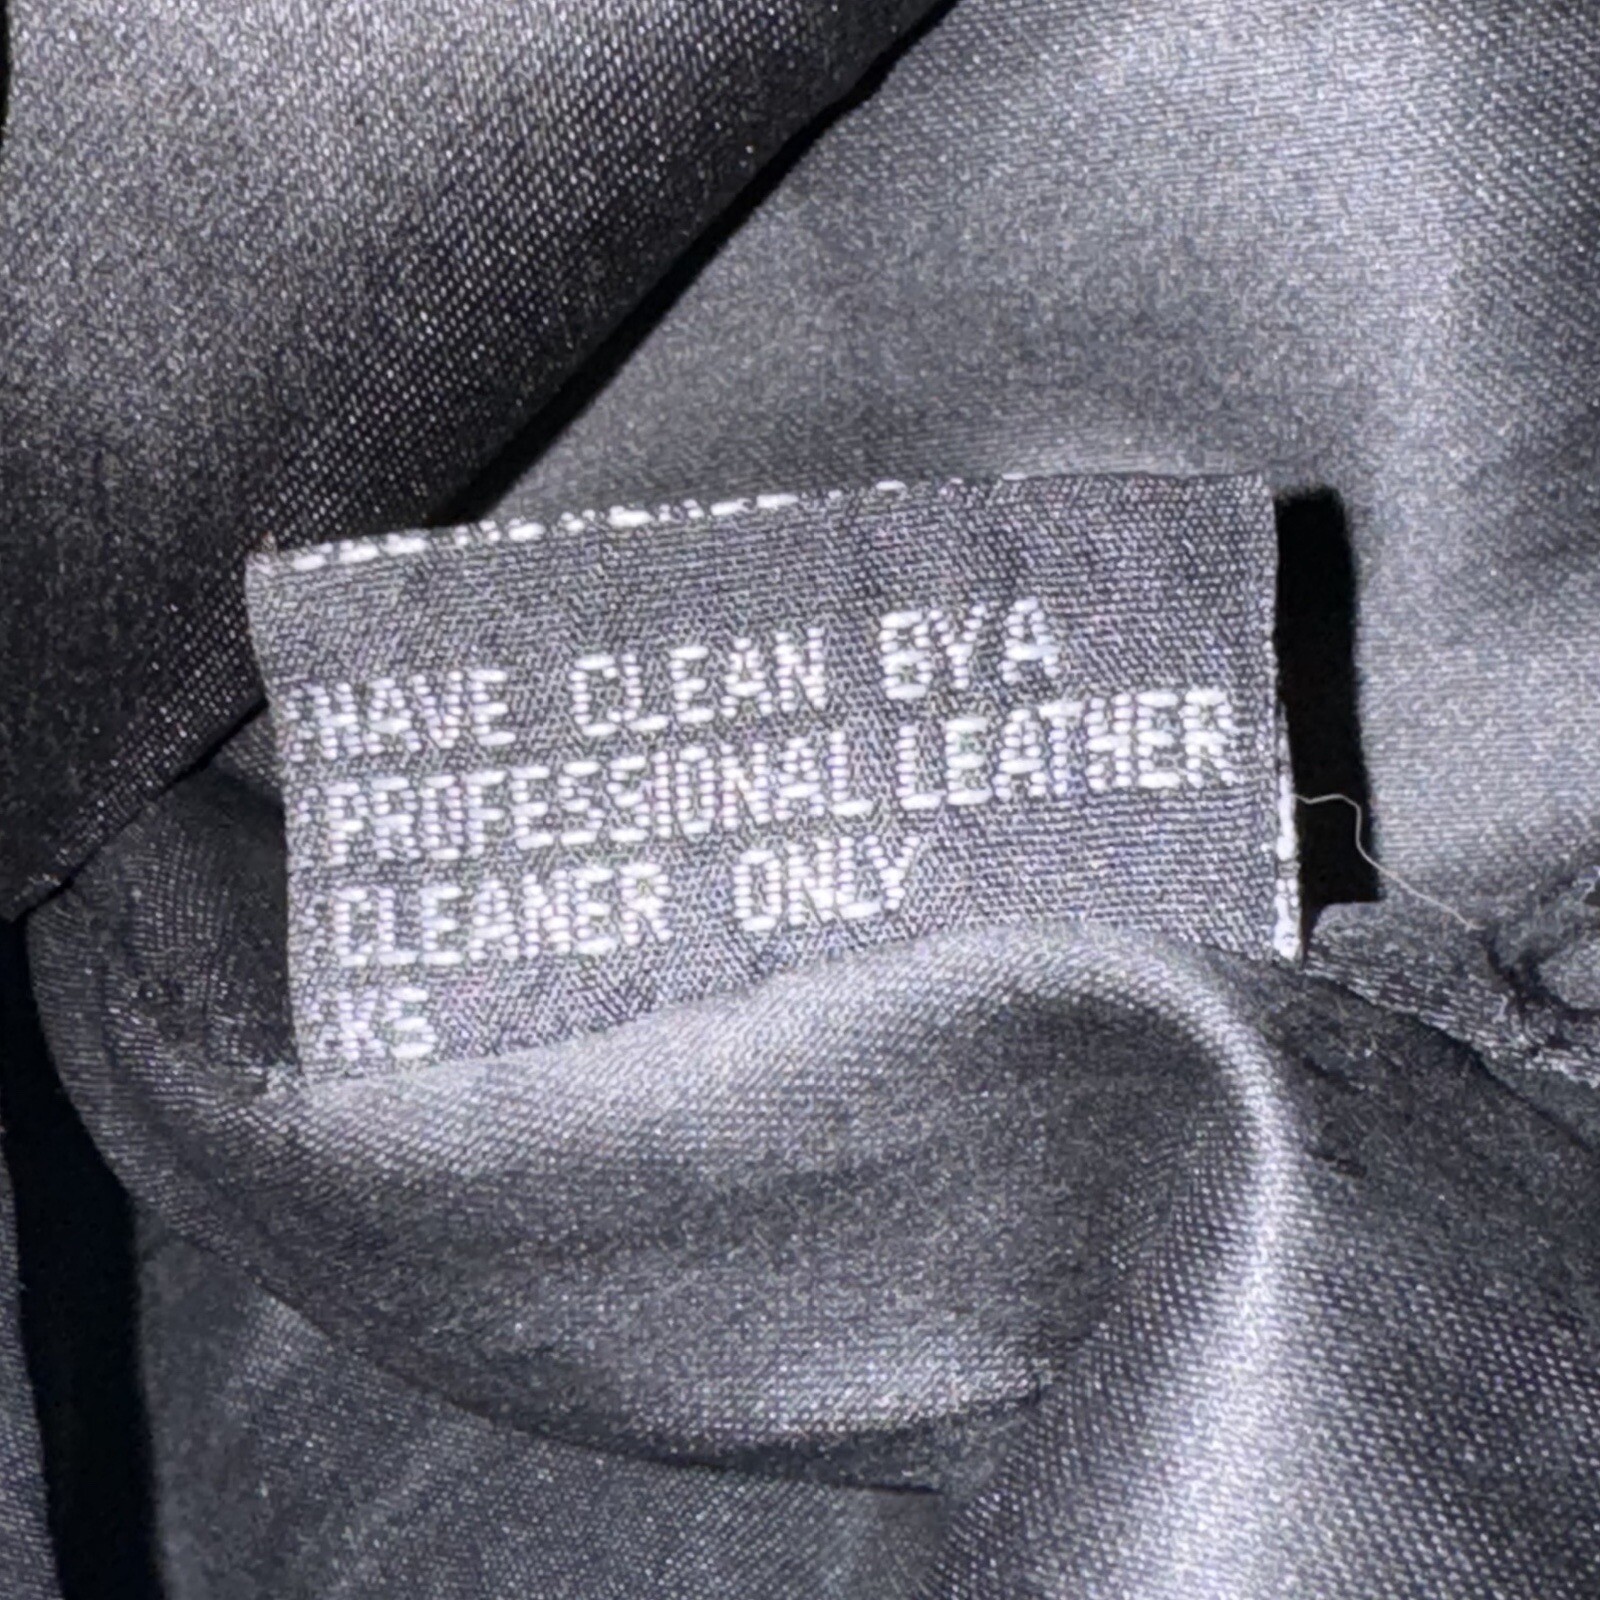 HAVE CLEAN BY A
PROFESSIONAL LEATHER
CLEANER ONLY